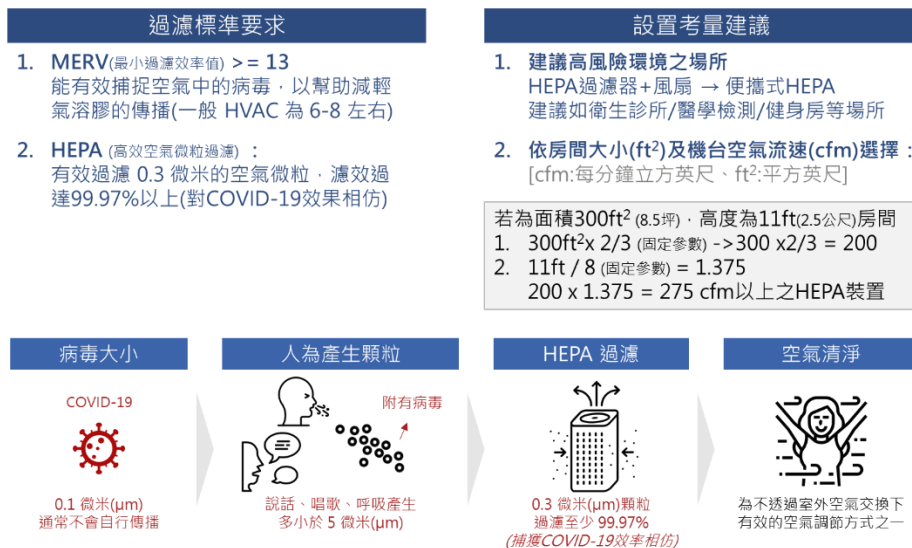 過濾標準要求
1. MERV(最小過濾效率值) >= 13
能有效捕捉空氣中的病毒，以幫助減輕
氣溶膠的傳播(一般 HVAC 為 6-8 左右)
2. HEPA (高效空氣微粒過濾) :
有效過濾 0.3 微米的空氣微粒，濾效過
達99.97%以上(對COVID-19效果相仿)
設置考量建議
1. 建議高風險環境之場所
HEPA過濾器+風扇 → 便攜式HEPA
建議如衛生診所/醫學檢測/健身房等場所
2. 依房間大小(ft²)及機台空氣流速(cfm)選擇 :
[cfm:每分鐘立方英尺、ft²:平方英尺]
若為面積300ft² (8.5坪)，高度為11ft(2.5公尺)房間
1. 300ft²x 2/3 (固定參數) ->300 x2/3 = 200
2. 11ft / 8 (固定參數) = 1.375
200 x 1.375 = 275 cfm以上之HEPA裝置
病毒大小
COVID-19
0.1 微米(μm)
通常不會自行傳播
人為產生顆粒
附有病毒
說話、唱歌、呼吸產生
多小於 5 微米(μm)
HEPA 過濾
0.3 微米(μm)顆粒
過濾至少 99.97%
(捕獲COVID-19效率相仿)
空氣清淨
為不透過室外空氣交換下
有效的空氣調節方式之一